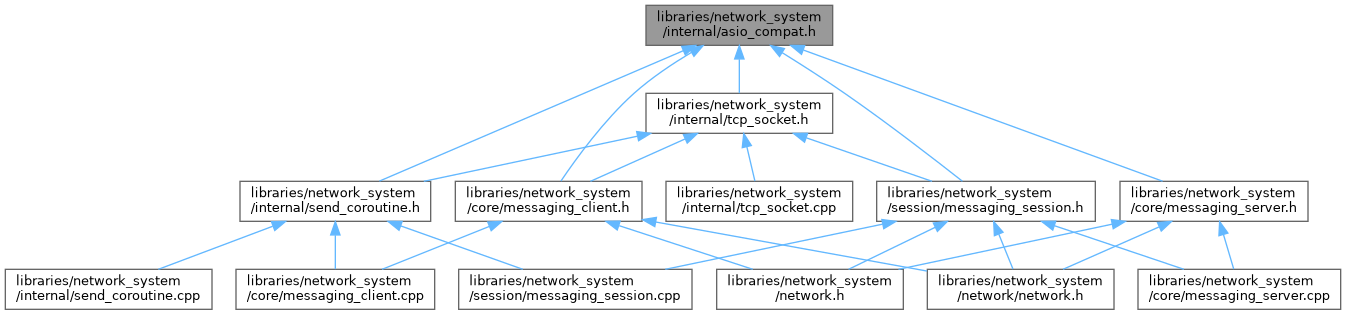 libraries/network_system
/internal/asio_compat.h
libraries/network_system
/internal/tcp_socket.h
libraries/network_system
/internal/send_coroutine.h
libraries/network_system
/core/messaging_client.h
libraries/network_system
/internal/tcp_socket.cpp
libraries/network_system
/session/messaging_session.h
libraries/network_system
/core/messaging_server.h
libraries/network_system
/internal/send_coroutine.cpp
libraries/network_system
/core/messaging_client.cpp
libraries/network_system
/session/messaging_session.cpp
libraries/network_system
/network.h
libraries/network_system
/network/network.h
libraries/network_system
/core/messaging_server.cpp